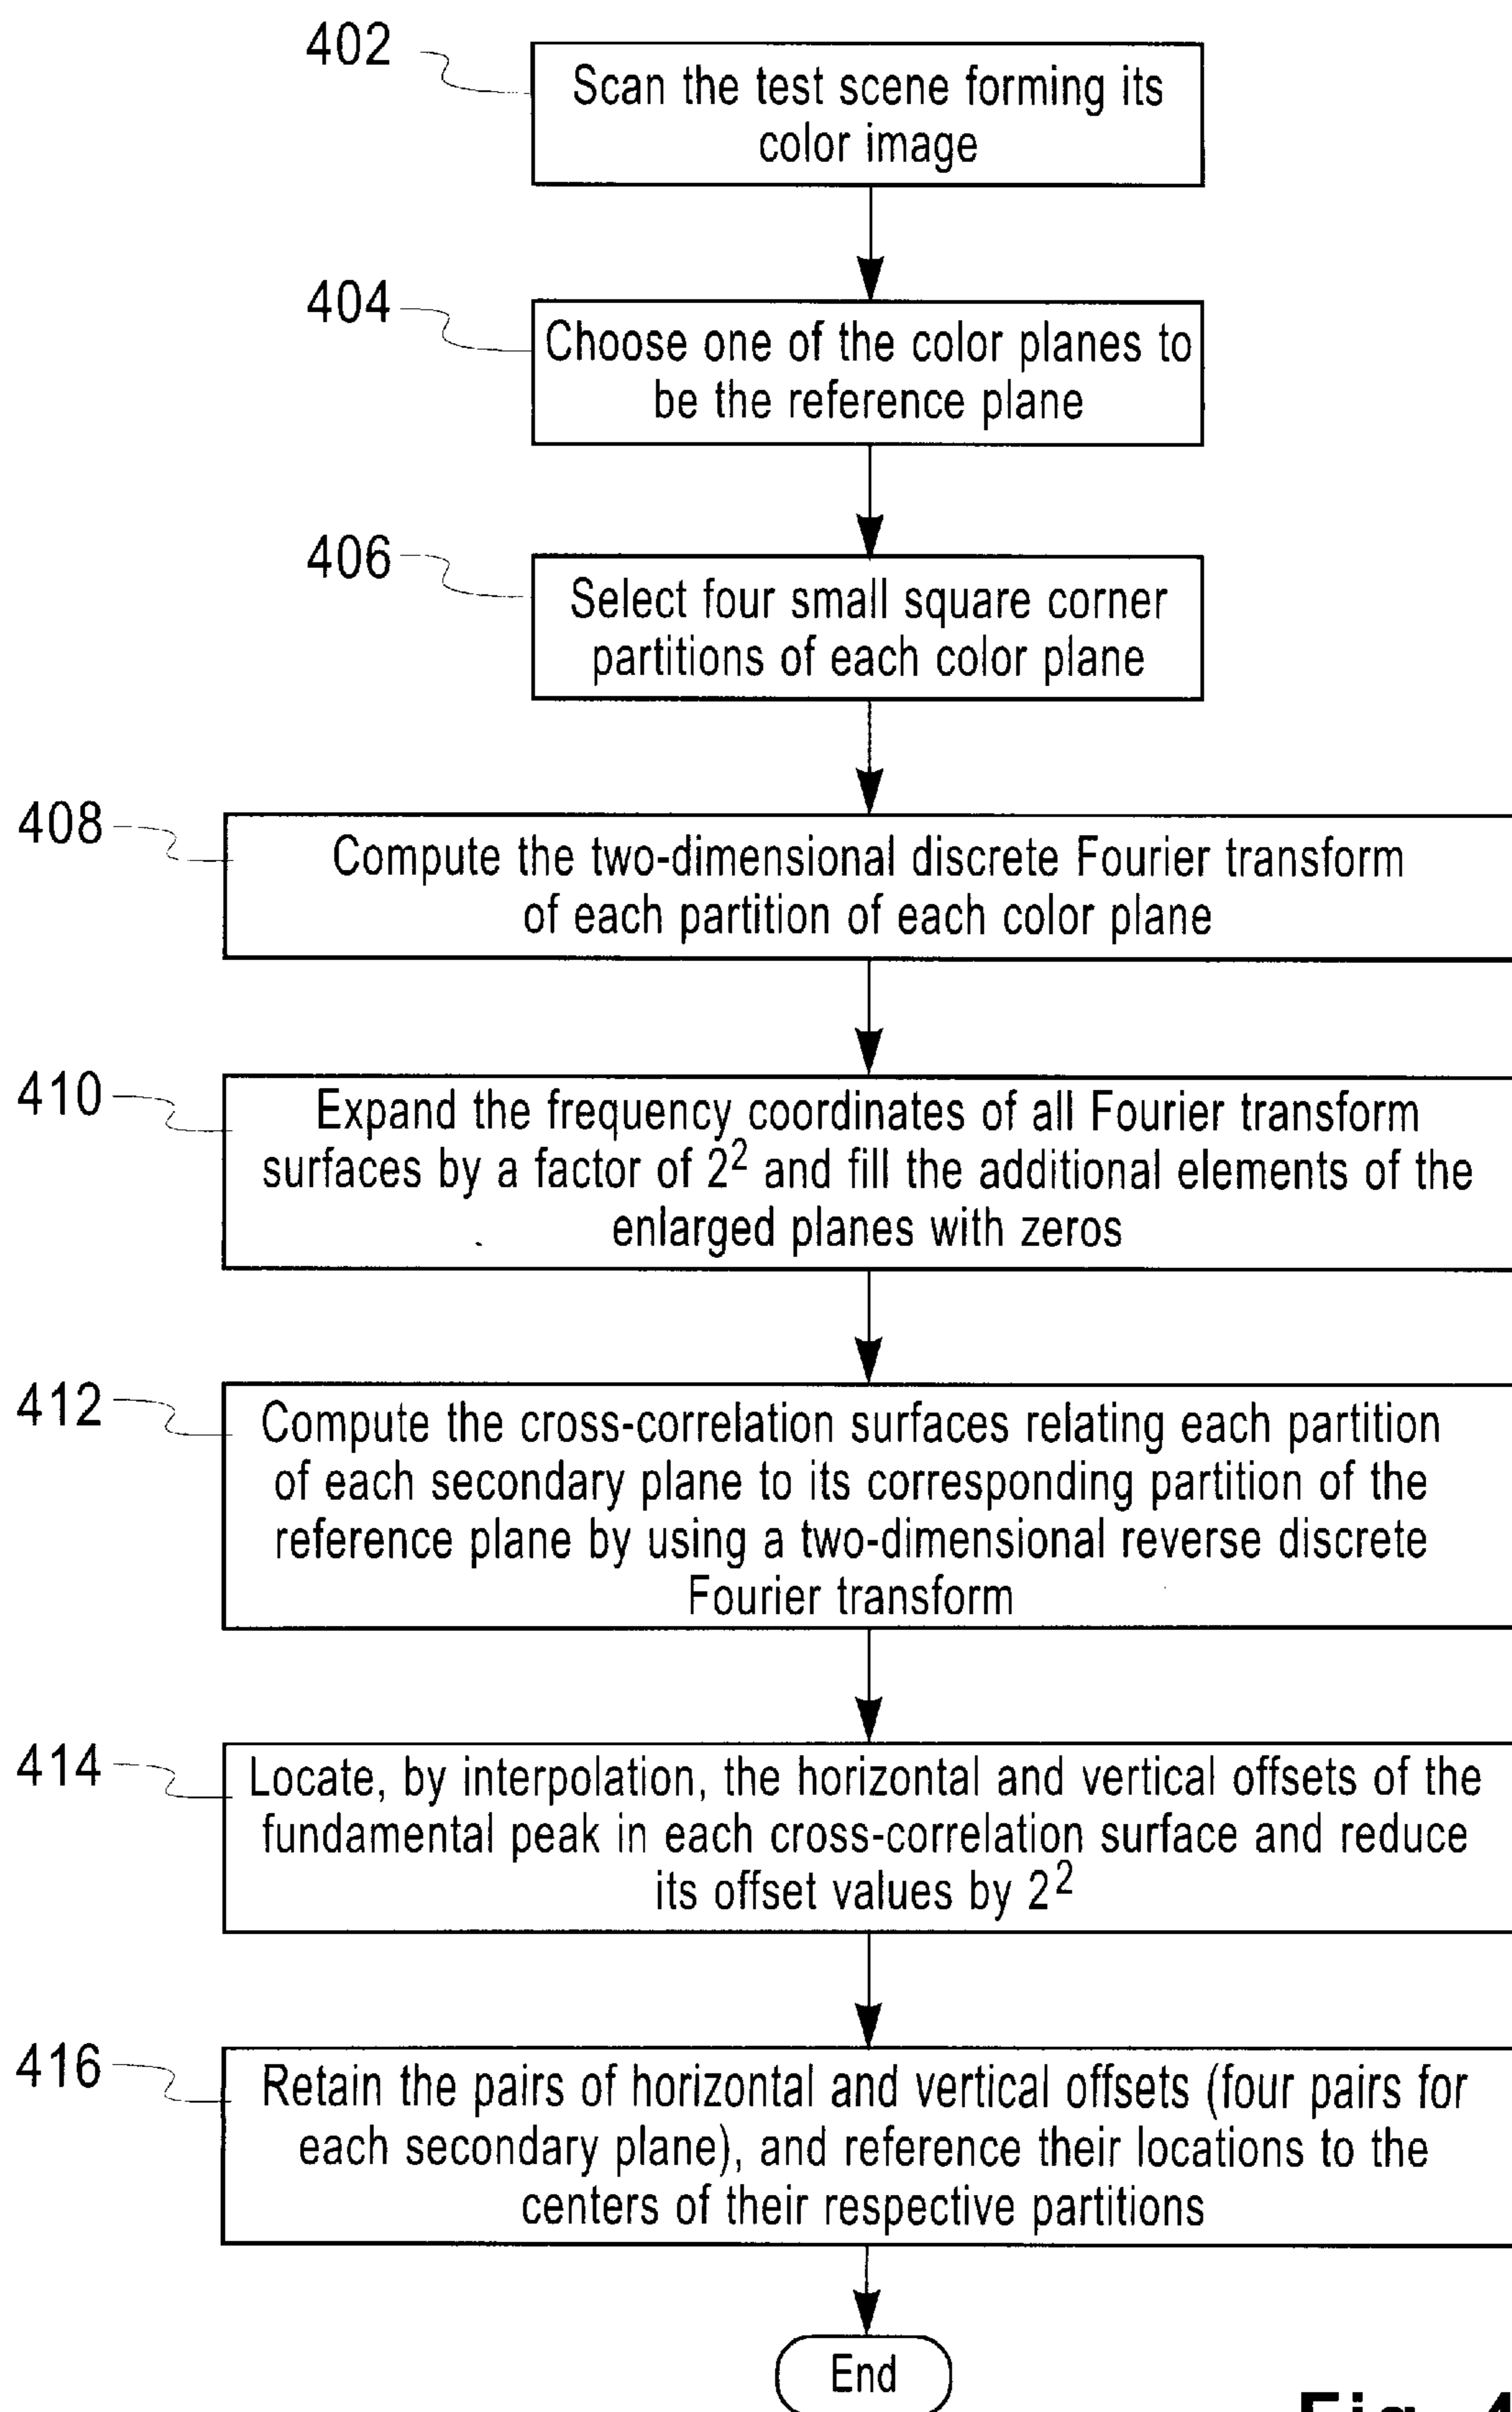 402
Scan the test scene forming its
color image
404
Choose one of the color planes to
be the reference plane
406
Select four small square corner
partitions of each color plane
408
Compute the two-dimensional discrete Fourier transform
of each partition of each color plane
410
Expand the frequency coordinates of all Fourier transform
surfaces by a factor of 2² and fill the additional elements of the
enlarged planes with zeros
412
Compute the cross-correlation surfaces relating each partition
of each secondary plane to its corresponding partition of the
reference plane by using a two-dimensional reverse discrete
Fourier transform
414
Locate, by interpolation, the horizontal and vertical offsets of the
fundamental peak in each cross-correlation surface and reduce
its offset values by 2²
416
Retain the pairs of horizontal and vertical offsets (four pairs for
each secondary plane), and reference their locations to the
centers of their respective partitions
End
Fig. 4